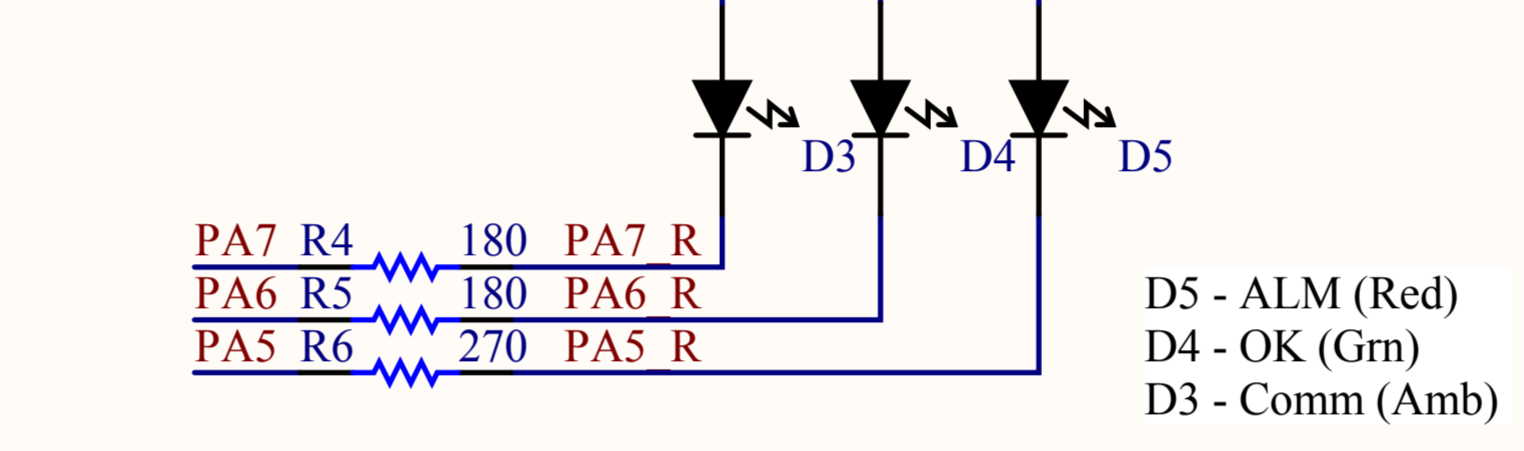 D3 D4 D5
PA7 R4 180 PA7_R
PA6 R5 180 PA6_R
PA5 R6 270 PA5_R
D5 - ALM (Red)
D4 - OK (Grn)
D3 - Comm (Amb)